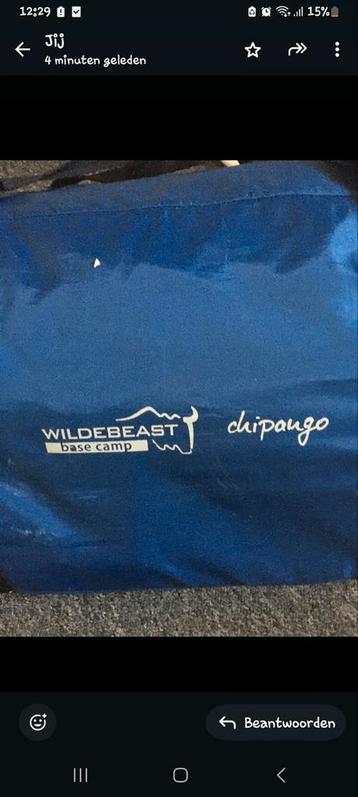 12:29
15%
Jij
4 minuten geleden
WILDEBEAST
base camp
chipango
Beantwoorden